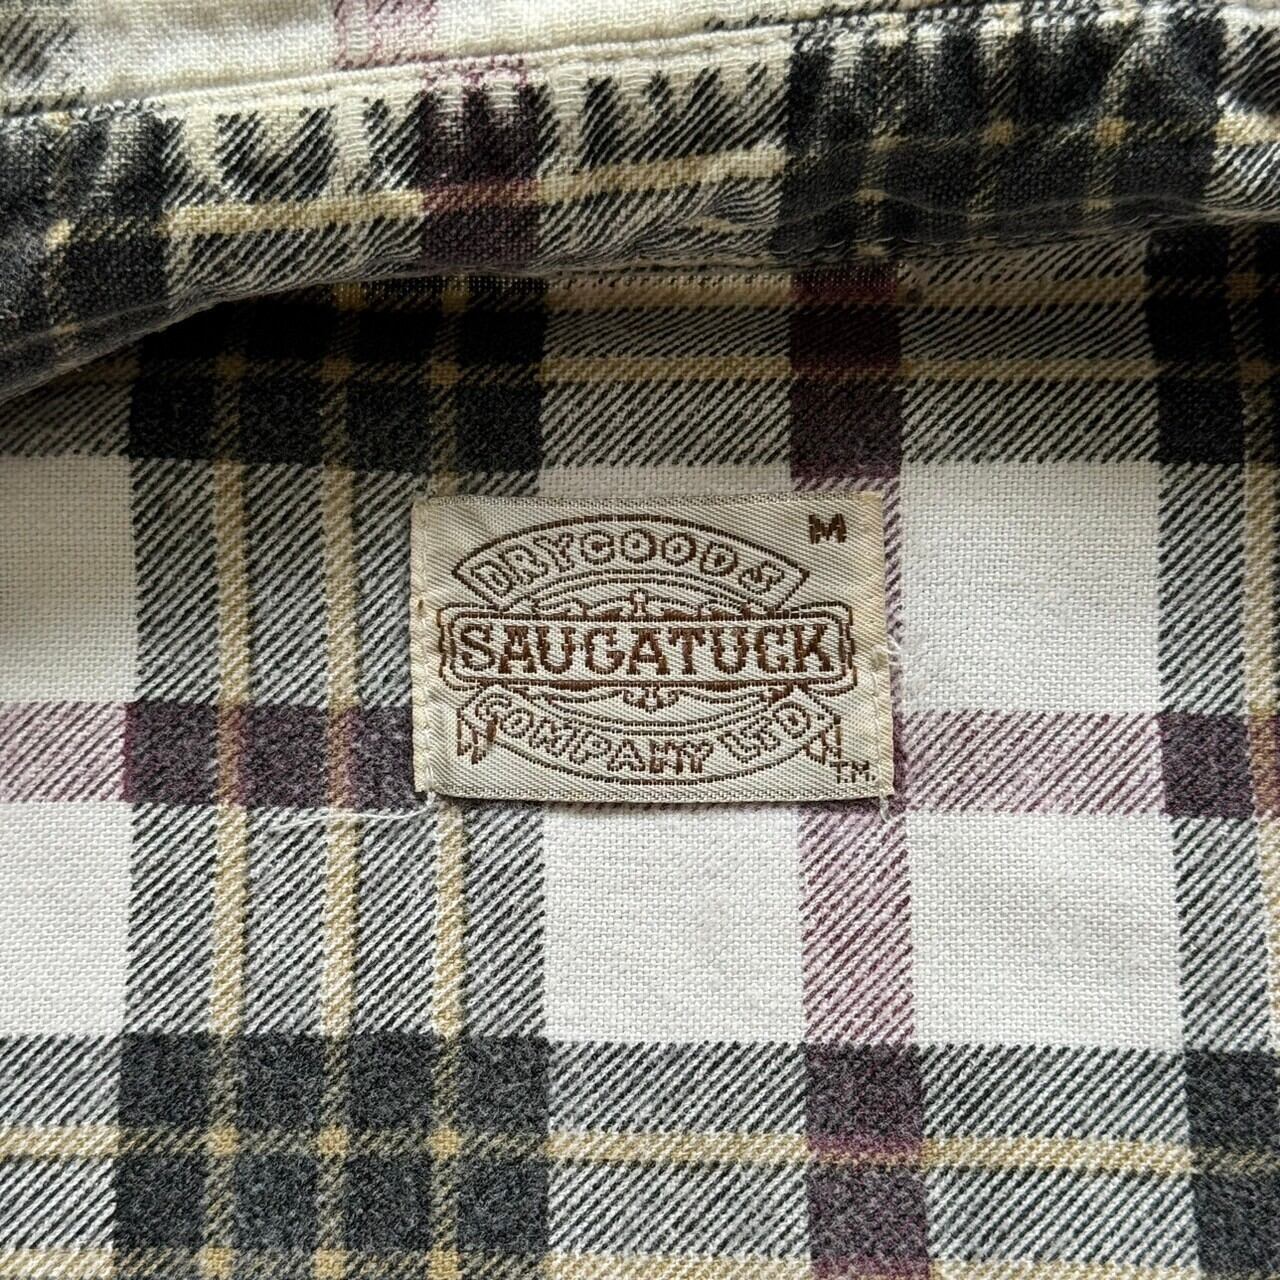 M
DRYGOODS
SAUGATUCK
COMPANY LTD.
T.M.